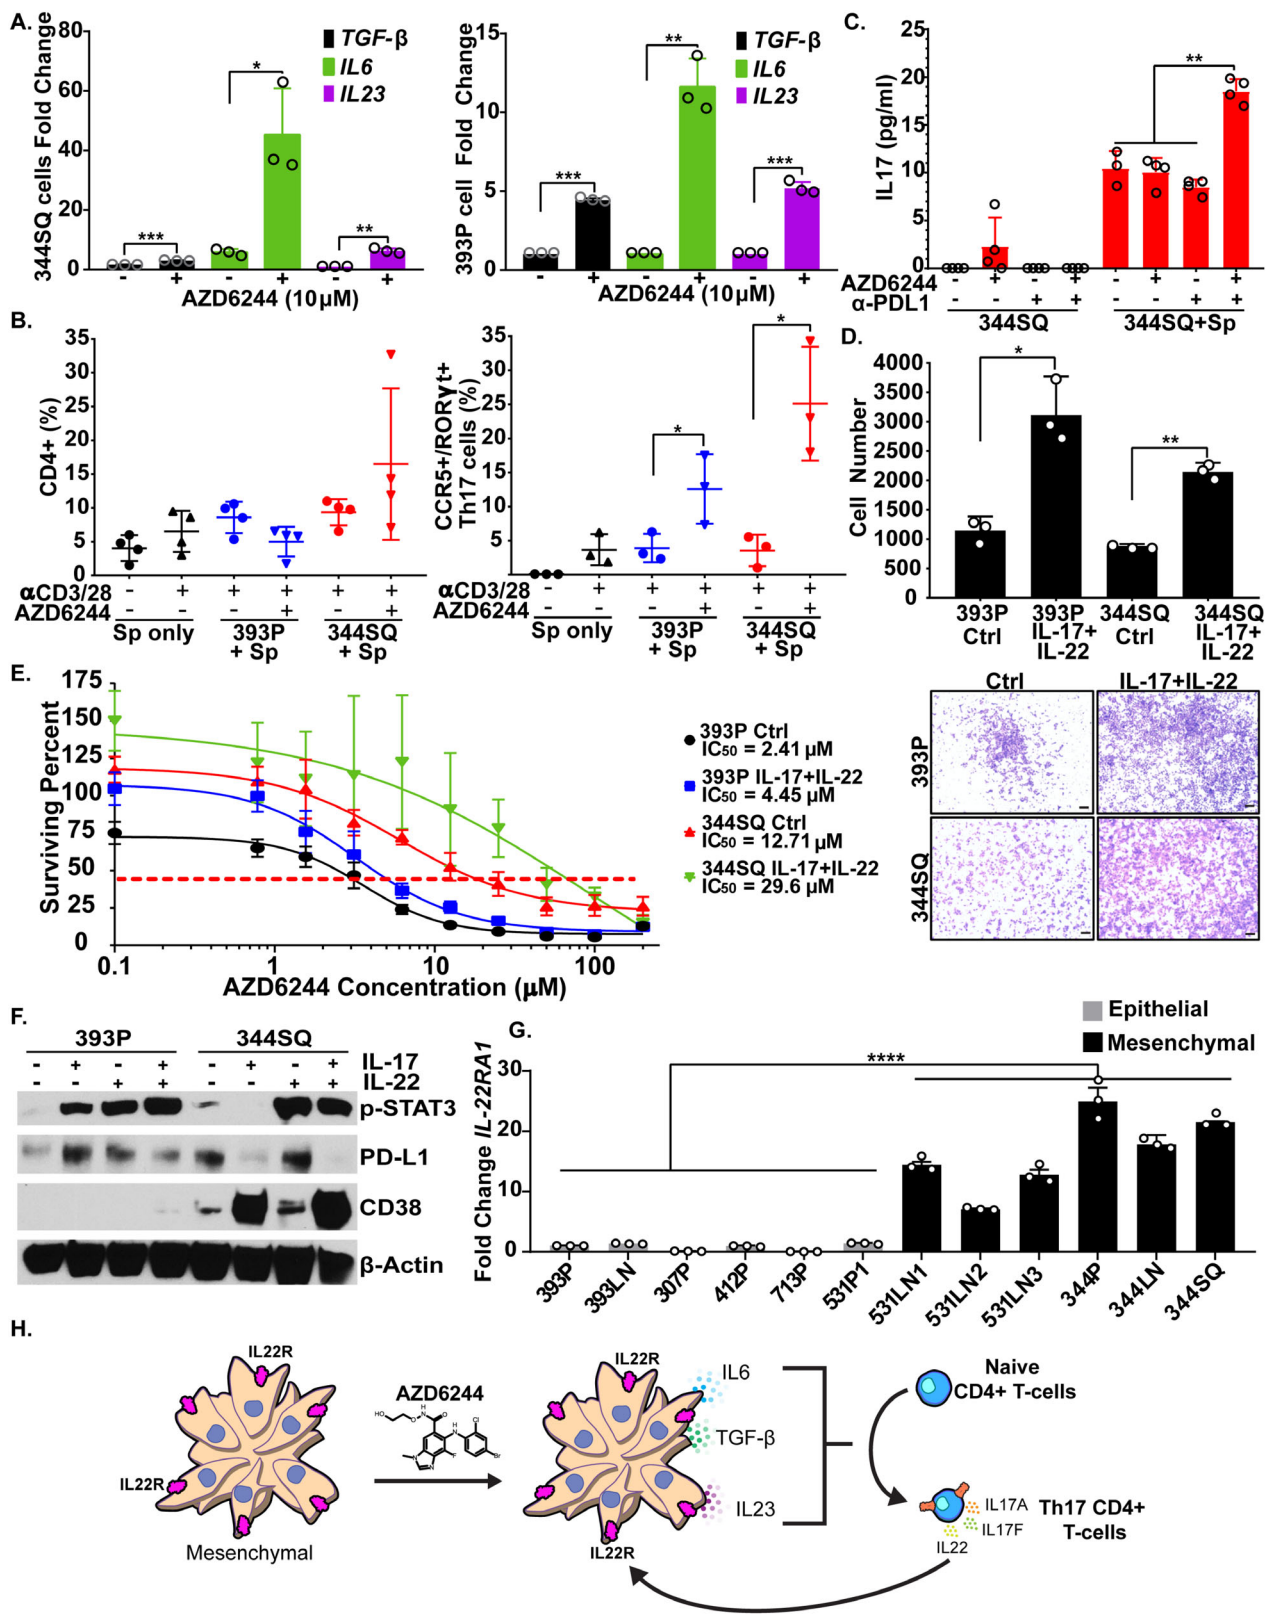 A.
344SQ cells Fold Change
80
60
40
20
0
TGF-β
IL6
IL23
***
*
**
- + - + - +
AZD6244 (10µM)
393P cell Fold Change
15
10
5
0
TGF-β
IL6
IL23
***
**
***
- + - + - +
AZD6244 (10µM)
C.
IL17 (pg/ml)
25
20
15
10
5
0
**
AZD6244 - + - + - + - +
α-PDL1 - - + + - - + +
344SQ
344SQ+Sp
B.
CD4+ (%)
35
30
25
20
15
10
5
0
αCD3/28 - + + + + +
AZD6244 + +
Sp only
393P
+ Sp
344SQ
+ Sp
CCR5+/RORγt+
Th17 cells (%)
35
30
25
20
15
10
5
0
*
*
αCD3/28 - + + + + +
AZD6244 + +
Sp only
393P
+ Sp
344SQ
+ Sp
D.
Cell Number
4000
3500
3000
2500
2000
1500
1000
500
0
*
**
393P
Ctrl
393P
IL-17+
IL-22
344SQ
Ctrl
344SQ
IL-17+
IL-22
Ctrl
IL-17+IL-22
393P
344SQ
E.
Surviving Percent
175
150
125
100
75
50
25
0
0.1
1
10
100
AZD6244 Concentration (µM)
393P Ctrl
IC50 = 2.41 µM
393P IL-17+IL-22
IC50 = 4.45 µM
344SQ Ctrl
IC50 = 12.71 µM
344SQ IL-17+IL-22
IC50 = 29.6 µM
F.
393P
344SQ
- + - + - + - + IL-17
- - + + - - + + IL-22
p-STAT3
PD-L1
CD38
β-Actin
G.
Epithelial
Mesenchymal
Fold Change IL-22RA1
30
20
10
0
****
393P
393LN
307P
412P
713P
531P1
531LN1
531LN2
531LN3
344P
344LN
344SQ
H.
IL22R
IL22R
Mesenchymal
AZD6244
HO
O
H
N
O
H
N
Cl
Br
F
N
N
IL22R
IL22R
IL6
TGF-β
IL23
Naive
CD4+ T-cells
IL17A
IL17F
IL22
Th17 CD4+
T-cells